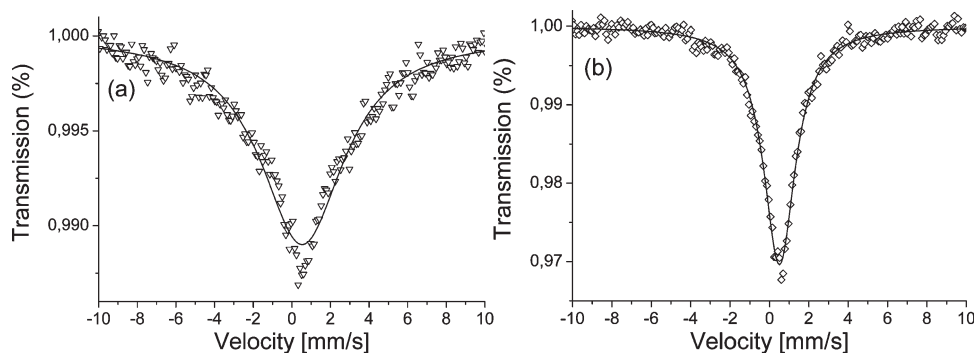 1,000
(a)
0,995
0,990
Transmission (%)
-10 -8 -6 -4 -2 0 2 4 6 8 10
Velocity [mm/s]
1,00
(b)
0,99
0,98
0,97
Transmission (%)
-10 -8 -6 -4 -2 0 2 4 6 8 10
Velocity [mm/s]